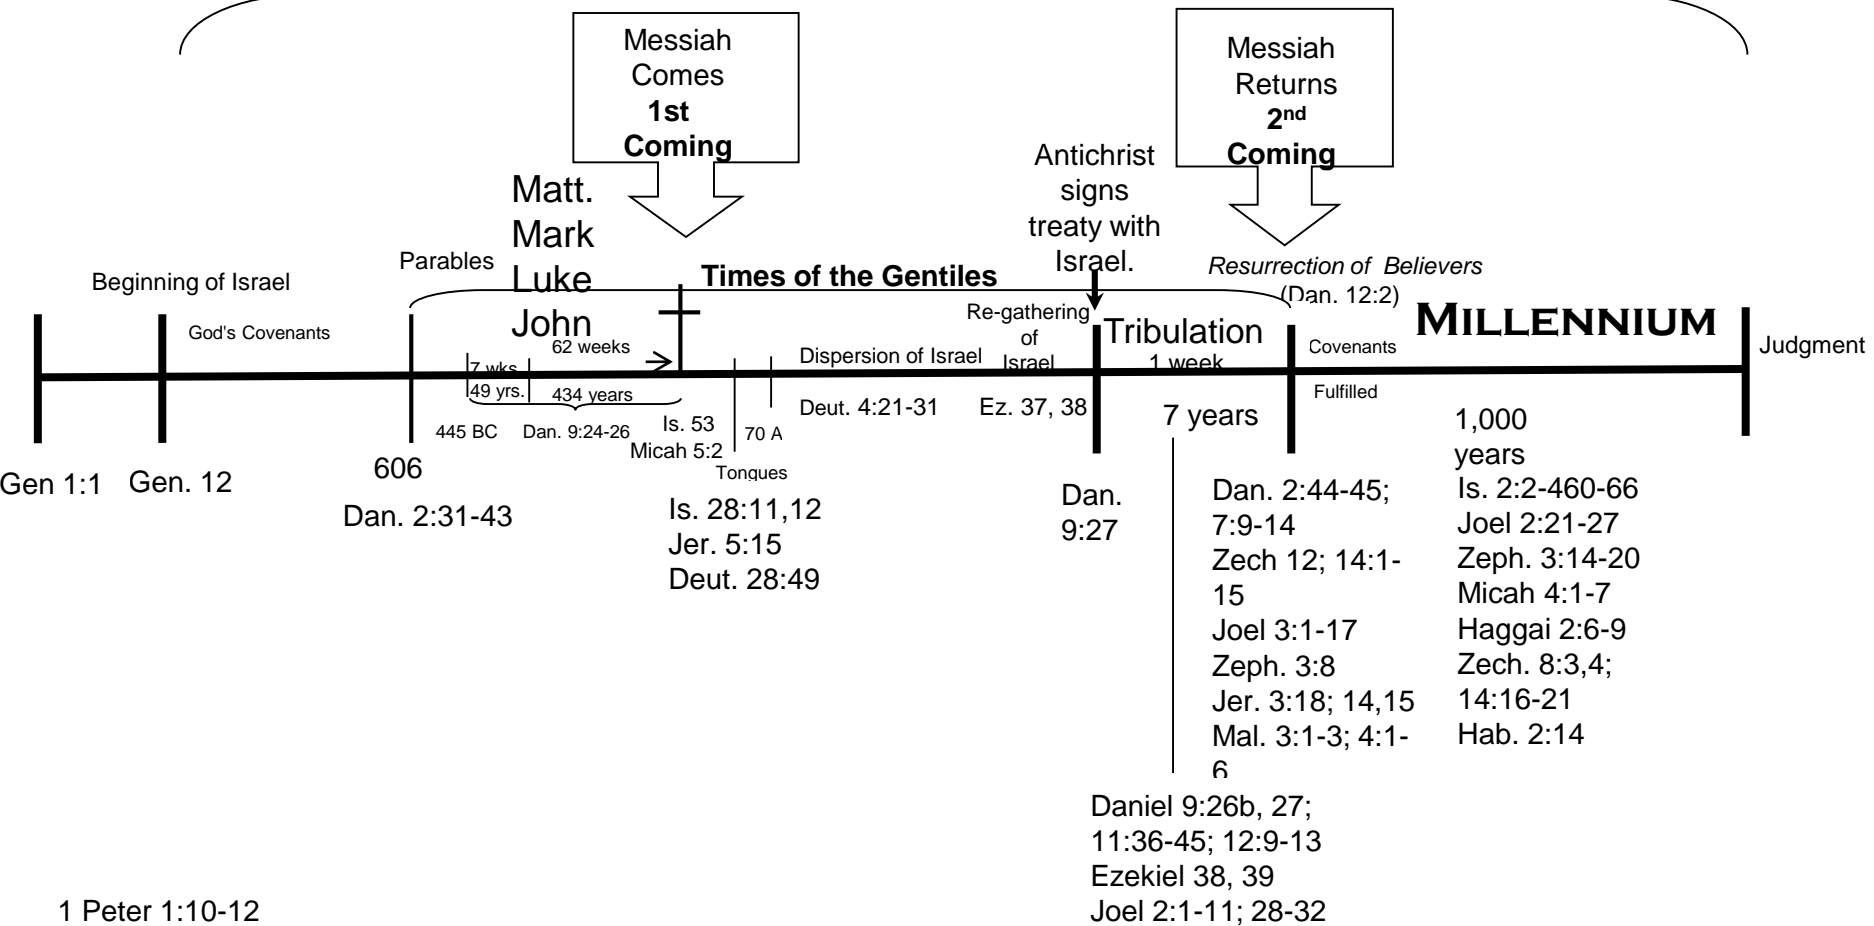 Messiah
Comes
1st
Coming
Messiah
Returns
2nd
Coming
Antichrist
signs
treaty with
Israel.
Matt.
Mark
Luke
John
Parables
Beginning of Israel
God's Covenants
Times of the Gentiles
Resurrection of Believers
(Dan. 12:2)
Re-gathering
of
Israel
Tribulation
1 week
MILLENNIUM
Covenants
Fulfilled
Judgment
62 weeks
7 wks
49 yrs.
434 years
Dispersion of Israel
Deut. 4:21-31
Ez. 37, 38
7 years
445 BC
Dan. 9:24-26
Is. 53
Micah 5:2
70 A
Tongues
Gen 1:1
Gen. 12
606
Dan. 2:31-43
Is. 28:11,12
Jer. 5:15
Deut. 28:49
Dan.
9:27
Dan. 2:44-45;
7:9-14
Zech 12; 14:1-
15
Joel 3:1-17
Zeph. 3:8
Jer. 3:18; 14,15
Mal. 3:1-3; 4:1-
6
1,000
years
Is. 2:2-460-66
Joel 2:21-27
Zeph. 3:14-20
Micah 4:1-7
Haggai 2:6-9
Zech. 8:3,4;
14:16-21
Hab. 2:14
Daniel 9:26b, 27;
11:36-45; 12:9-13
Ezekiel 38, 39
Joel 2:1-11; 28-32
1 Peter 1:10-12